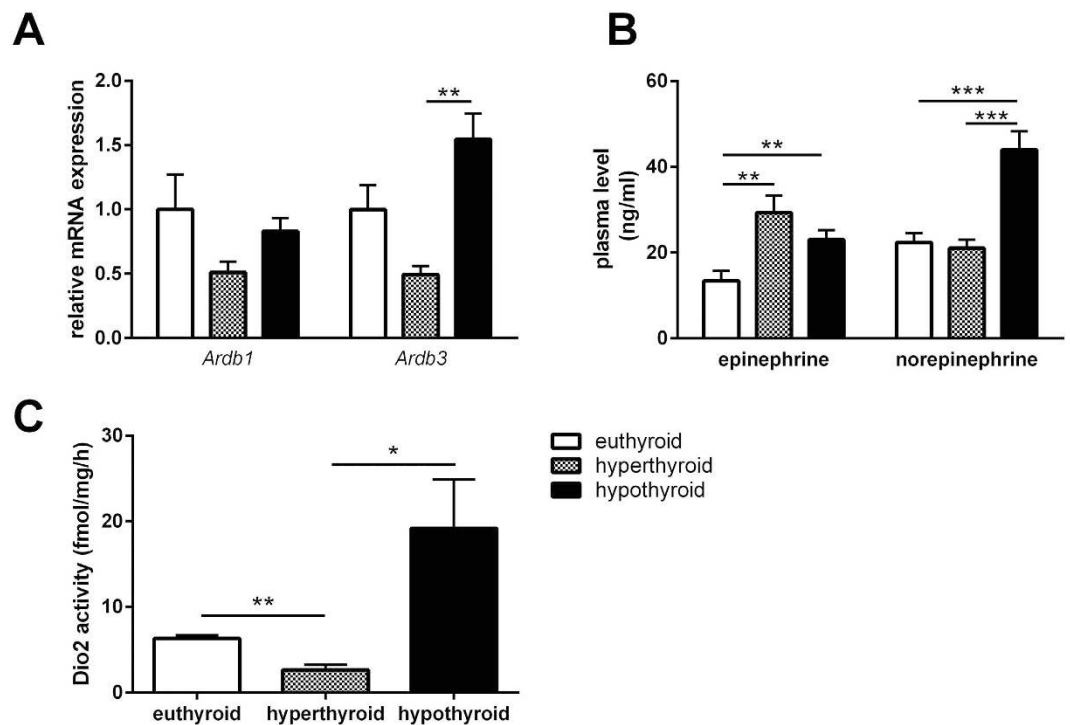 A
relative mRNA expression
2.0
1.5
1.0
0.5
0.0
**
Ardb1 Ardb3
B
plasma level
(ng/ml)
60
40
20
0
**
**
***
***
epinephrine norepinephrine
C
Dio2 activity (fmol/mg/h)
30
20
10
0
**
*
euthyroid hyperthyroid hypothyroid
euthyroid
hyperthyroid
hypothyroid